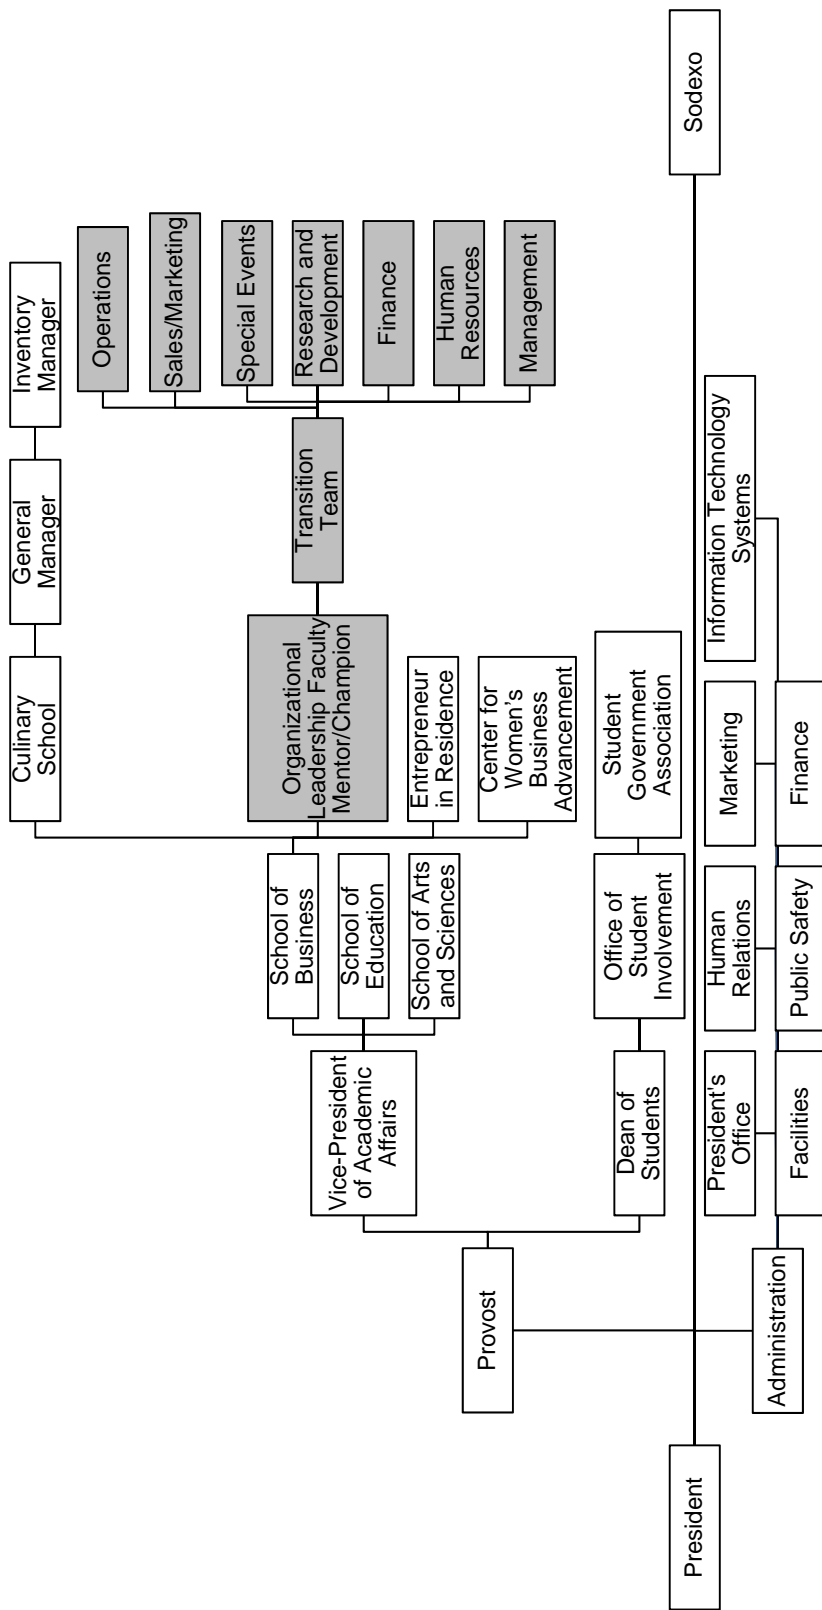 President
Provost
Administration
Vice-President
of Academic
Affairs
Dean of
Students
President's
Office
Facilities
School of
Business
School of
Education
School of Arts
and Sciences
Office of
Student
Involvement
Human
Relations
Public Safety
Culinary
School
Organizational
Leadership Faculty
Mentor/Champion
Entrepreneur
in Residence
Center for
Women's
Business
Advancement
Student
Government
Association
Marketing
Finance
General
Manager
Transition
Team
Information Technology
Systems
Inventory
Manager
Operations
Sales/Marketing
Special Events
Research and
Development
Finance
Human
Resources
Management
Sodexo